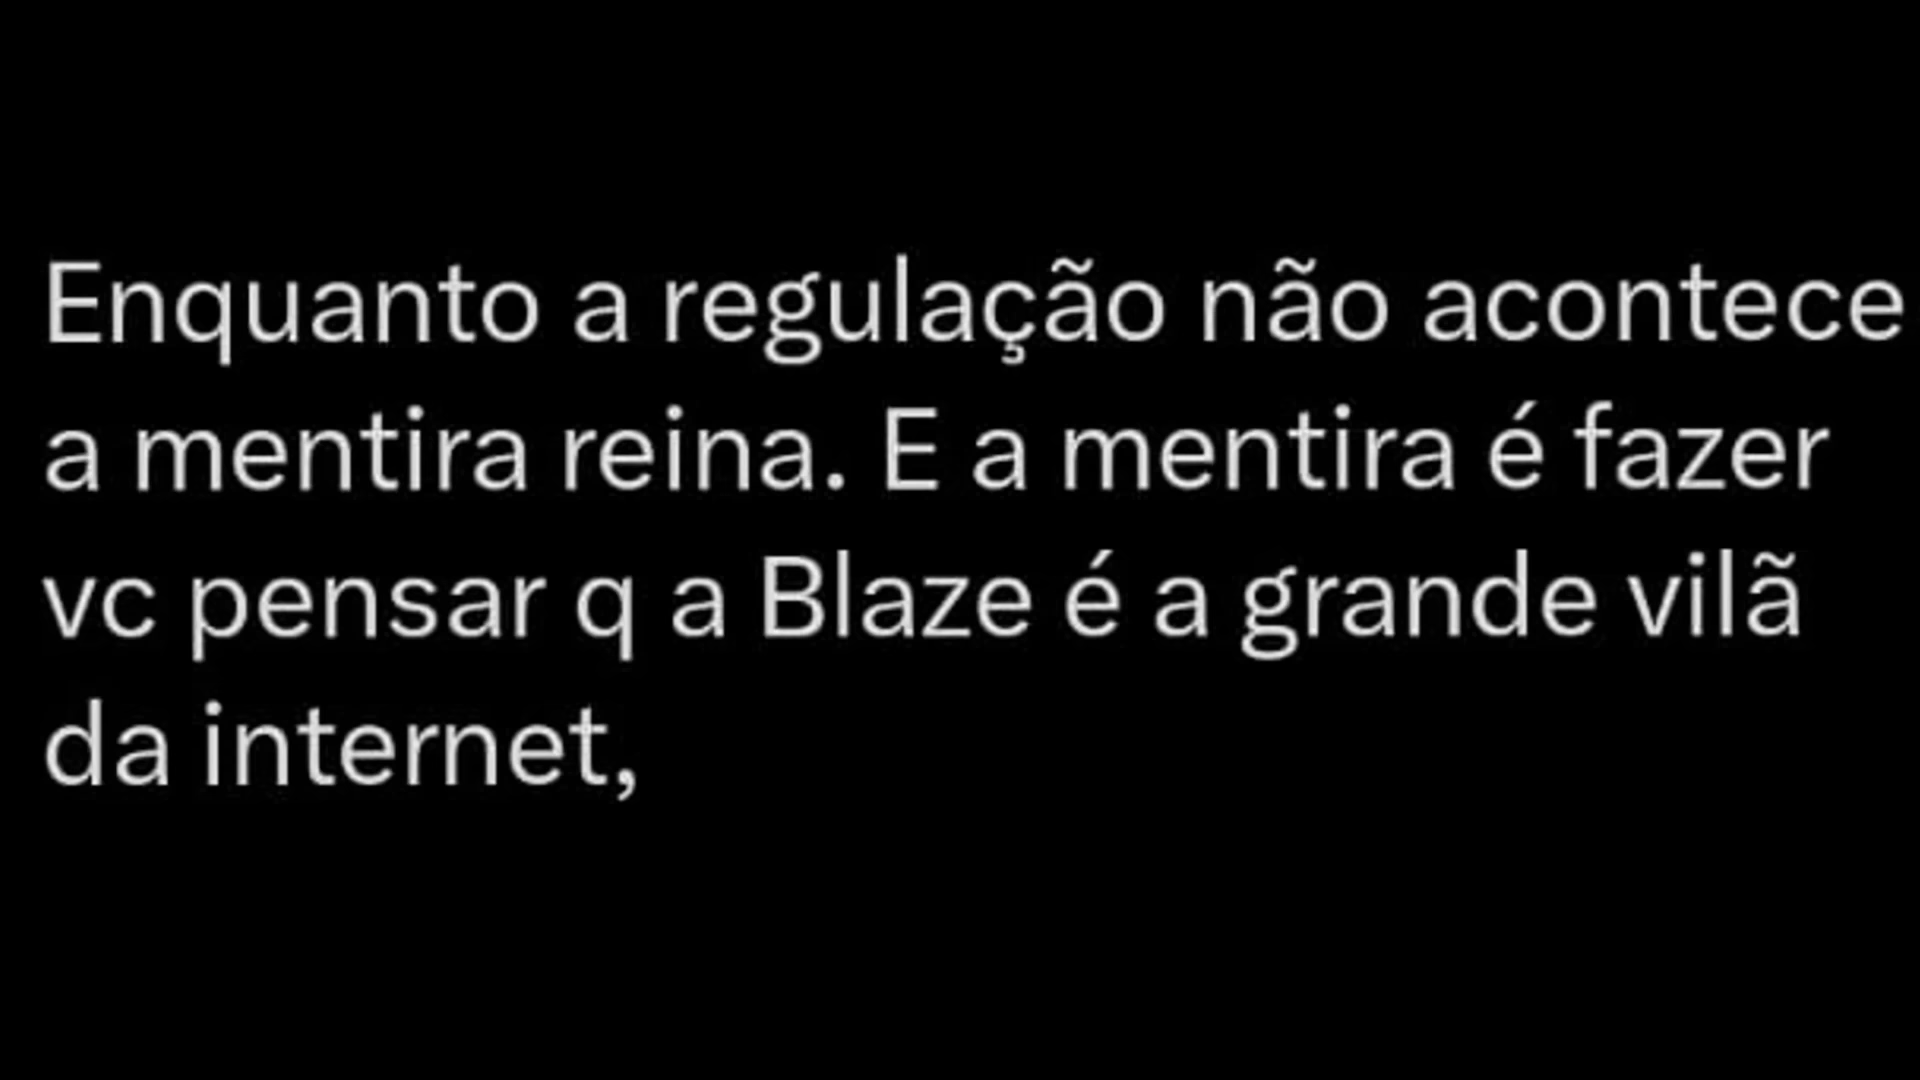 Enquanto a regulação não acontece
a mentira reina. E a mentira é fazer
vc pensar q a Blaze é a grande vilã
da internet,